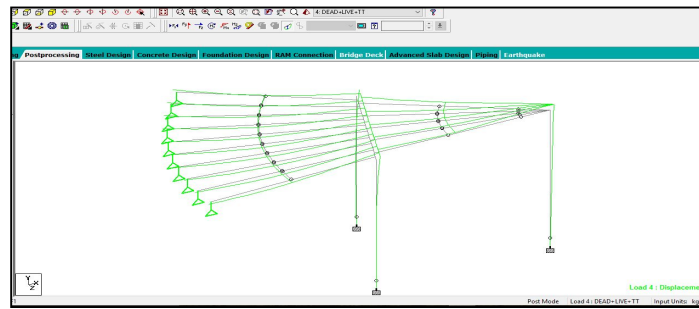 4: DEAD+LIVE+TT
Postprocessing Steel Design Concrete Design Foundation Design RAM Connection Bridge Deck Advanced Slab Design Piping Earthquake
Y
X
Z
Load 4 : Displaceme
Post Mode Load 4 : DEAD+LIVE+TT Input Units: kg